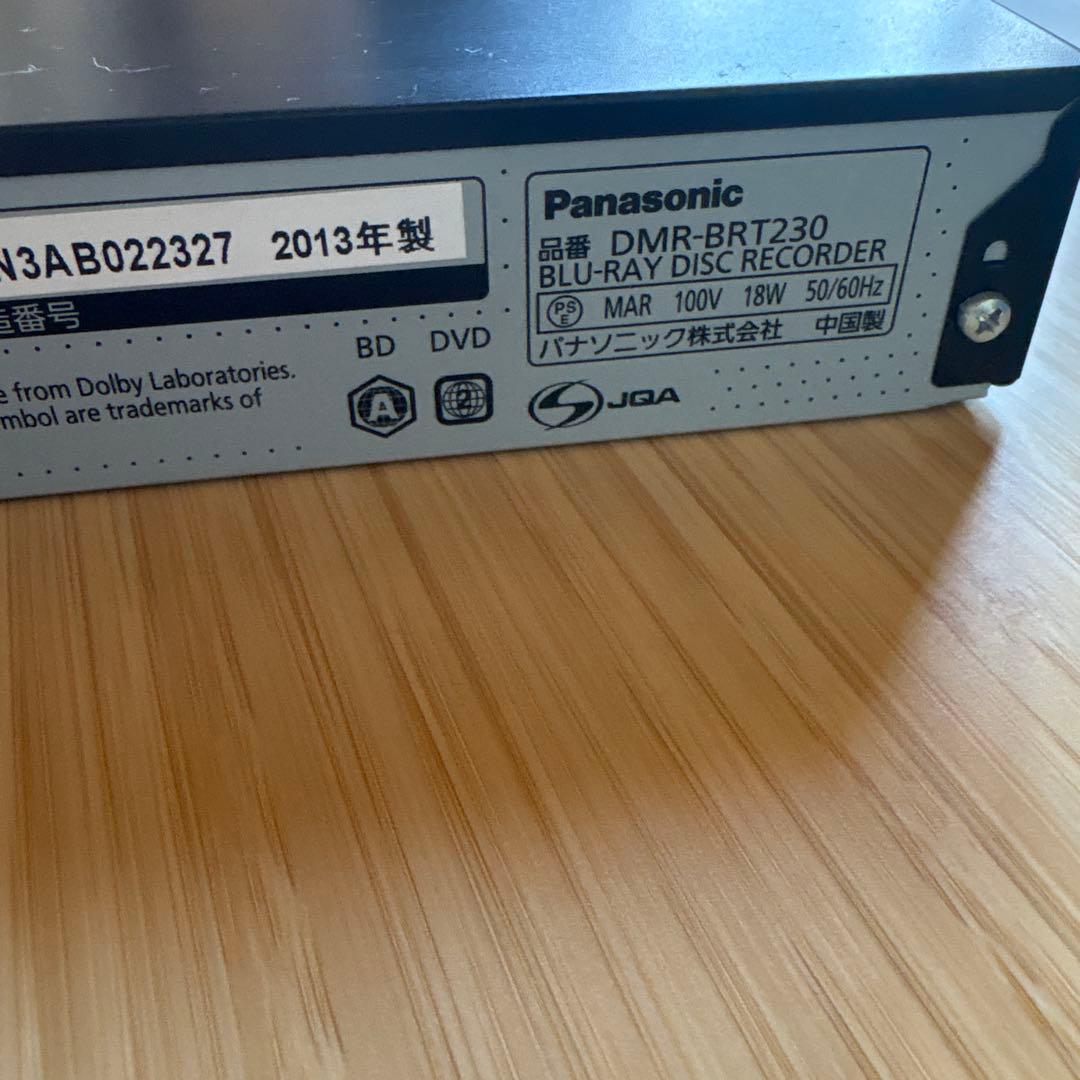 N3AB022327 2013年製
造番号
e from Dolby Laboratories.
mbol are trademarks of
BD DVD
A 2
Panasonic
品番 DMR-BRT230
BLU-RAY DISC RECORDER
PS E MAR 100V 18W 50/60Hz
パナソニック株式会社 中国製
JQA